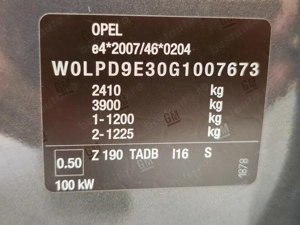 OPEL
e4*2007/46*0204
W0LPD9E30G1007673
2410 kg
3900 kg
1-1200 kg
2-1225 kg
0.50 Z 190 TADB I16 S
100 kW
1878